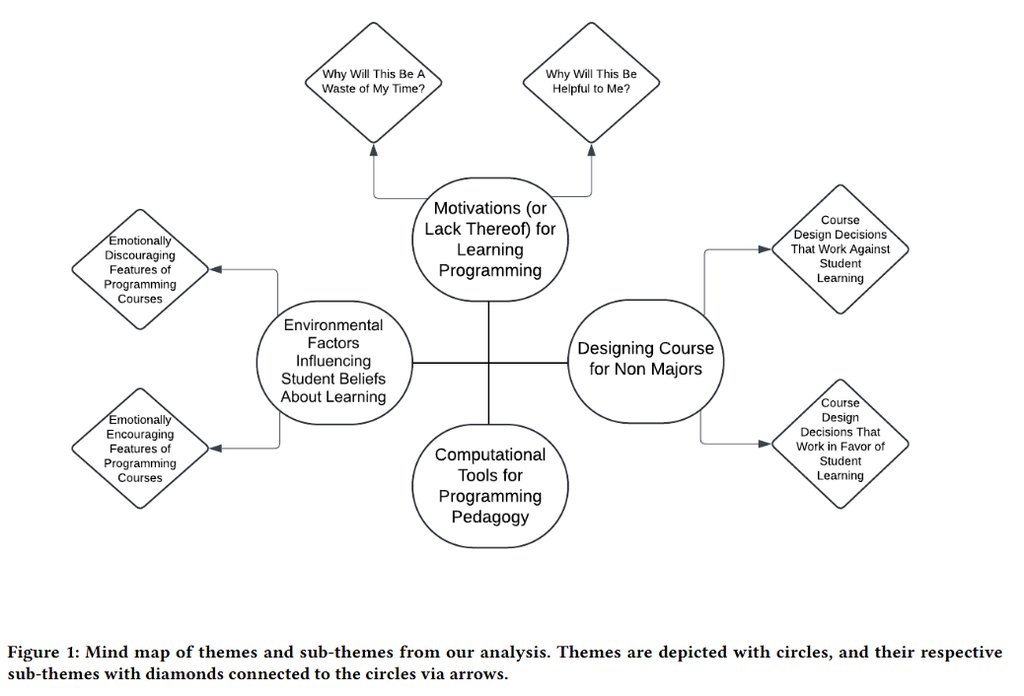 Why Will This Be A
Waste of My Time?
Why Will This Be
Helpful to Me?
Motivations (or
Lack Thereof) for
Learning
Programming
Emotionally
Discouraging
Features of
Programming
Courses
Course
Design Decisions
That Work Against
Student
Learning
Environmental
Factors
Influencing
Student Beliefs
About Learning
Designing Course
for Non Majors
Emotionally
Encouraging
Features of
Programming
Courses
Course
Design
Decisions That
Work in Favor of
Student
Learning
Computational
Tools for
Programming
Pedagogy
Figure 1: Mind map of themes and sub-themes from our analysis. Themes are depicted with circles, and their respective
sub-themes with diamonds connected to the circles via arrows.